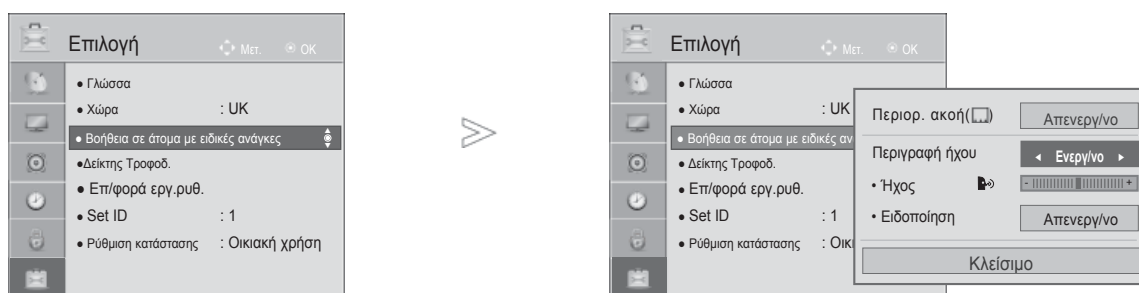 Επιλογή Μετ. OK
● Γλώσσα
● Χώρα : UK
● Βοήθεια σε άτομα με ειδικές ανάγκες
●Δείκτης Τροφοδ.
● Επ/φορά εργ.ρυθ.
● Set ID : 1
● Ρύθμιση κατάστασης : Οικιακή χρήση
Επιλογή Μετ. OK
● Γλώσσα
● Χώρα : UK
● Βοήθεια σε άτομα με ειδικές αν
● Δείκτης Τροφοδ.
● Επ/φορά εργ.ρυθ.
● Set ID : 1
● Ρύθμιση κατάστασης : Οικι
Περιορ. ακοή( ) Απενεργ/νο
Περιγραφή ήχου ◄ Ενεργ/νο ►
• Ήχος - +
• Ειδοποίηση Απενεργ/νο
Κλείσιμο